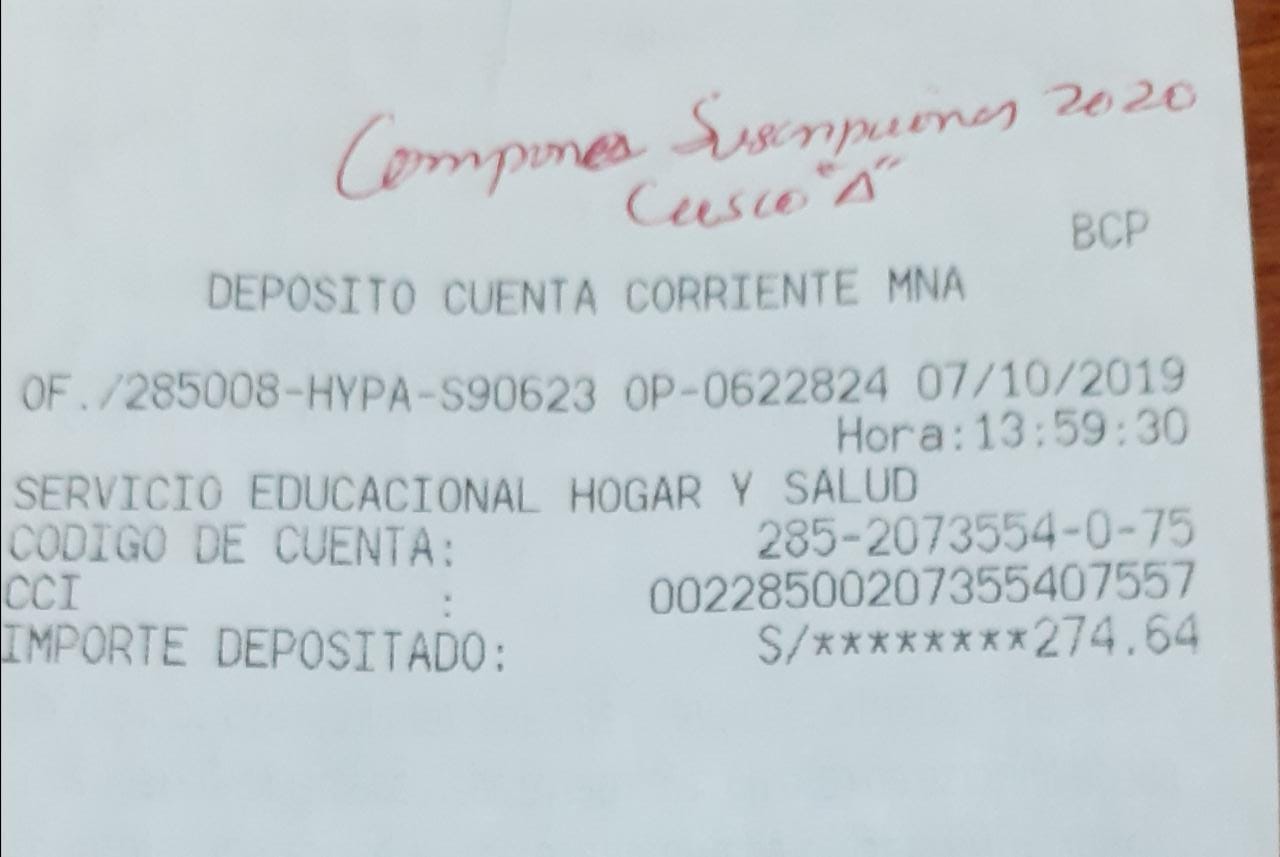 Compones Suscripciones 2020
Cusco "A"
BCP
DEPOSITO CUENTA CORRIENTE MNA
OF./285008-HYPA-S90623 OP-0622824 07/10/2019
Hora:13:59:30
SERVICIO EDUCACIONAL HOGAR Y SALUD
CODIGO DE CUENTA: 285-2073554-0-75
CCI : 00228500207355407557
IMPORTE DEPOSITADO: S/********274.64